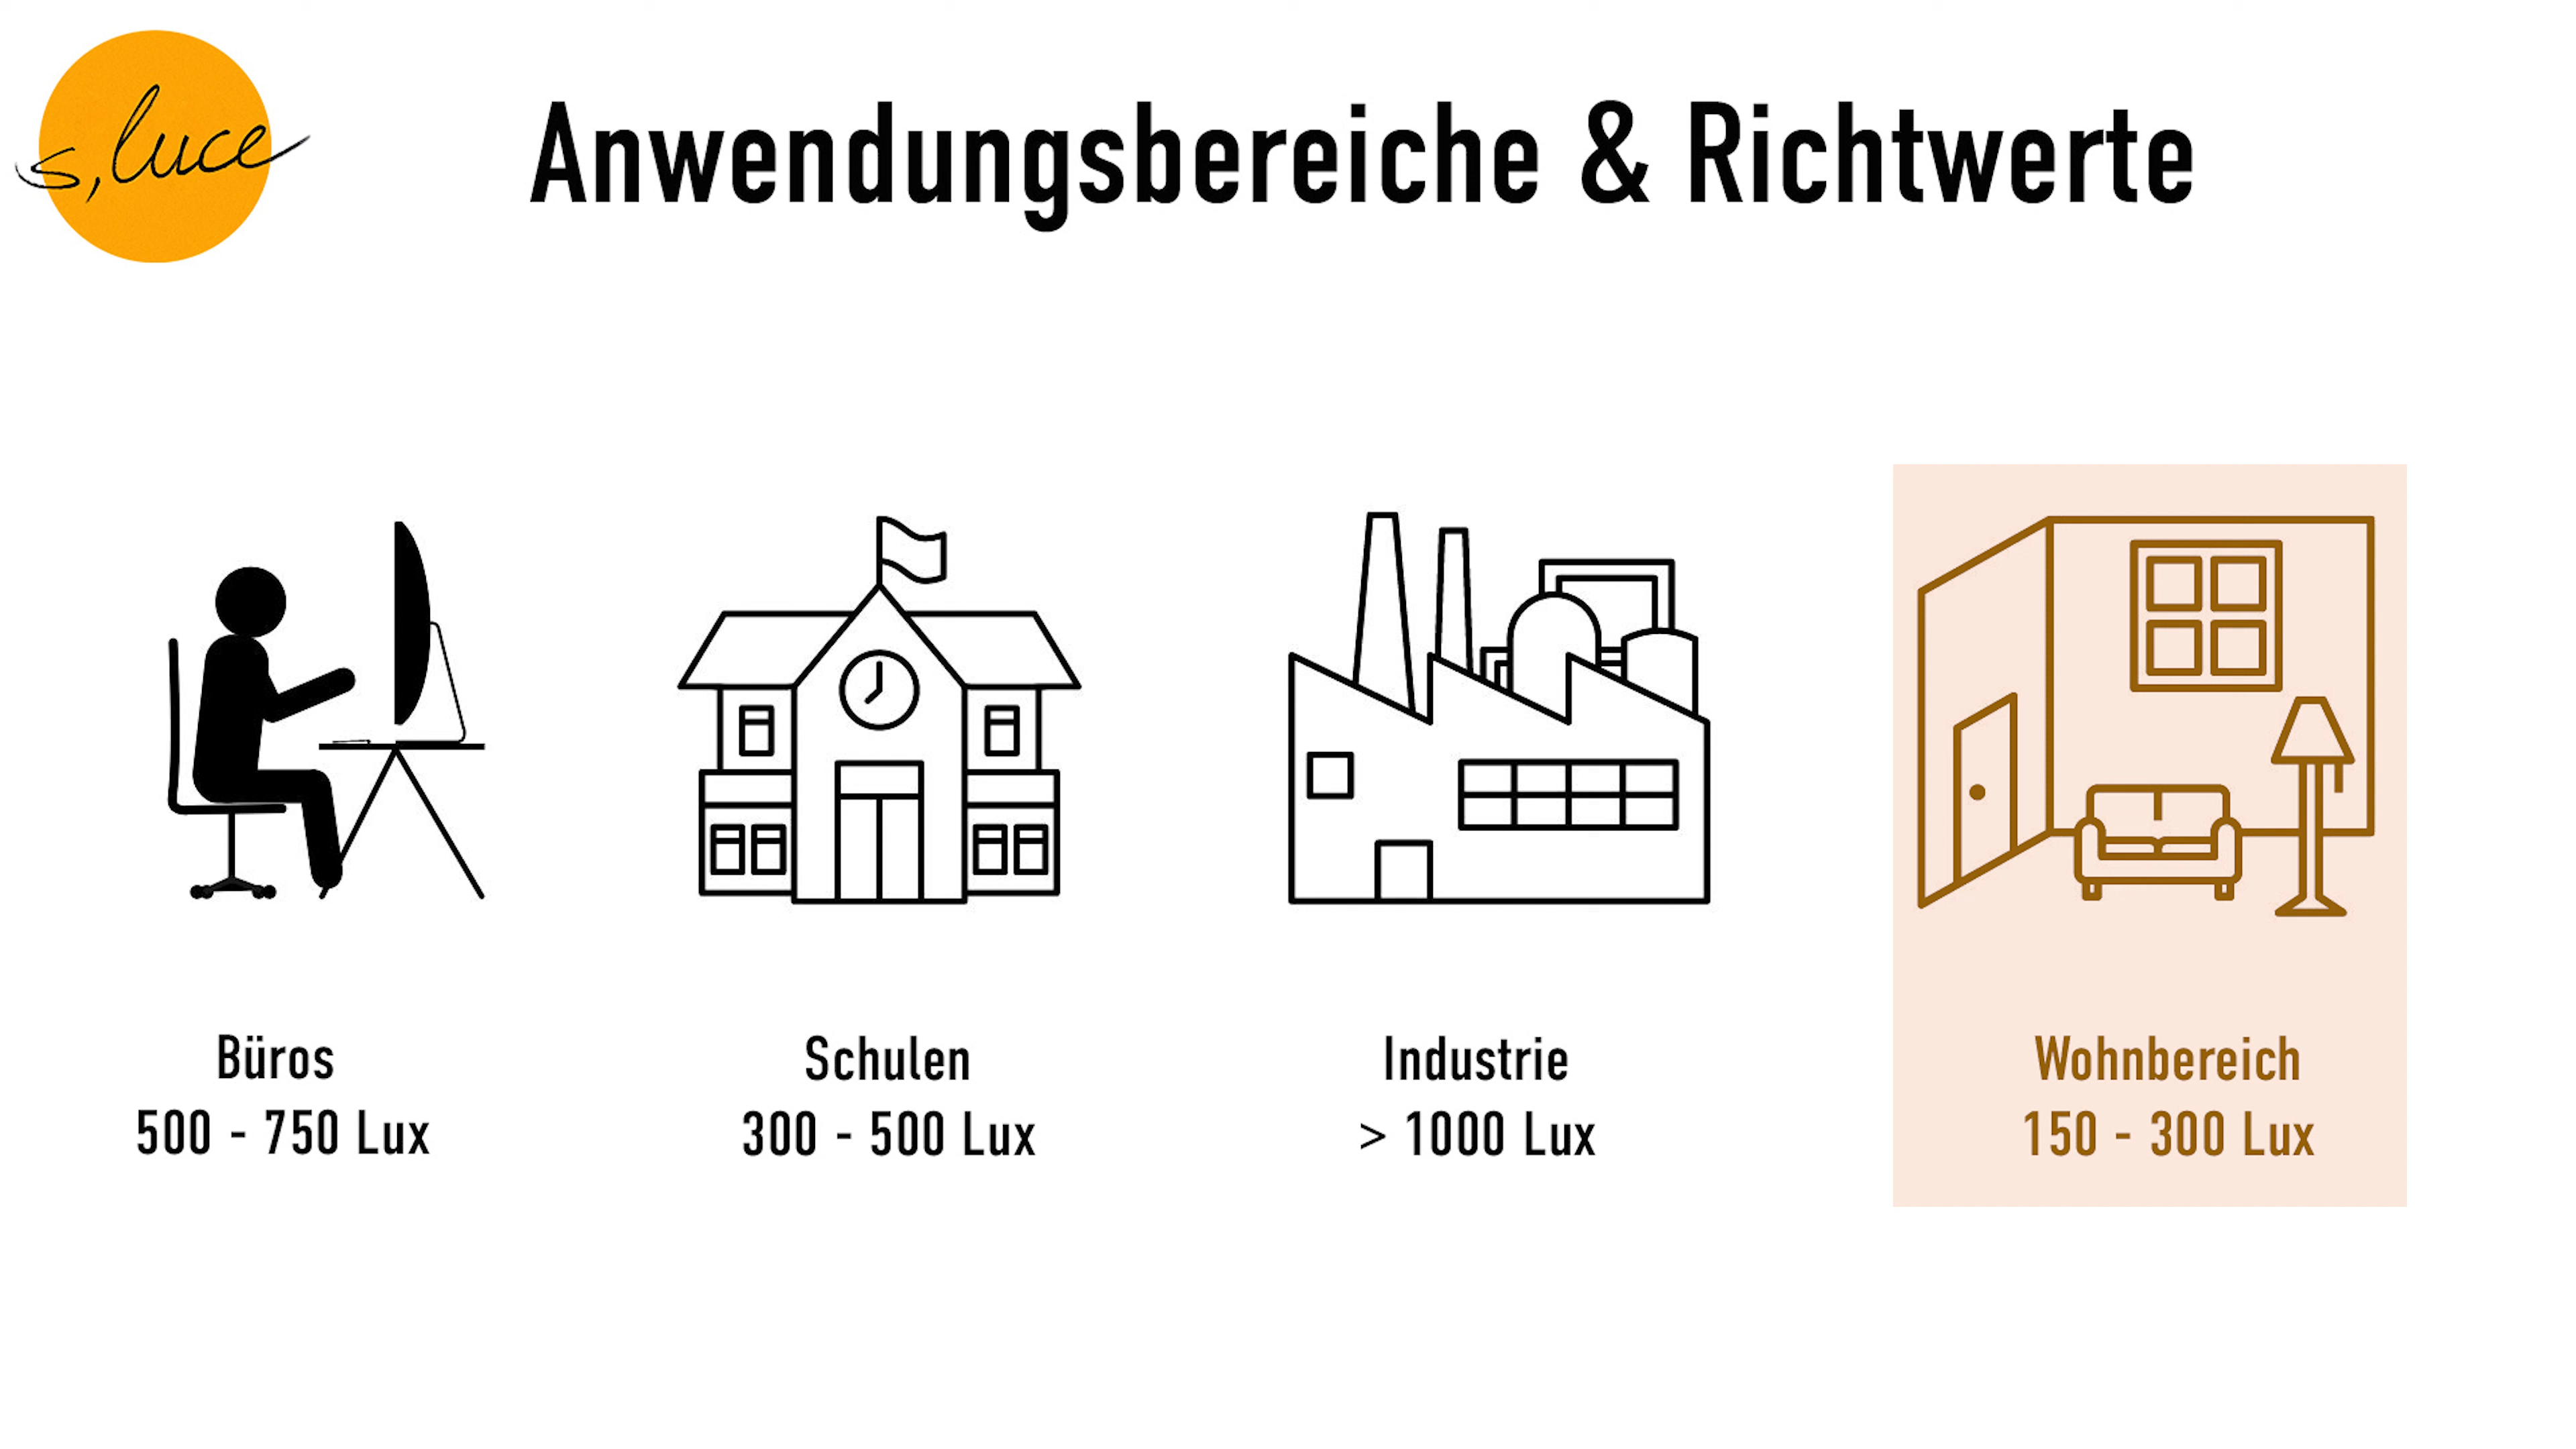 s,luce
Anwendungsbereiche & Richtwerte
Büros
500 - 750 Lux
Schulen
300 - 500 Lux
Industrie
> 1000 Lux
Wohnbereich
150 - 300 Lux